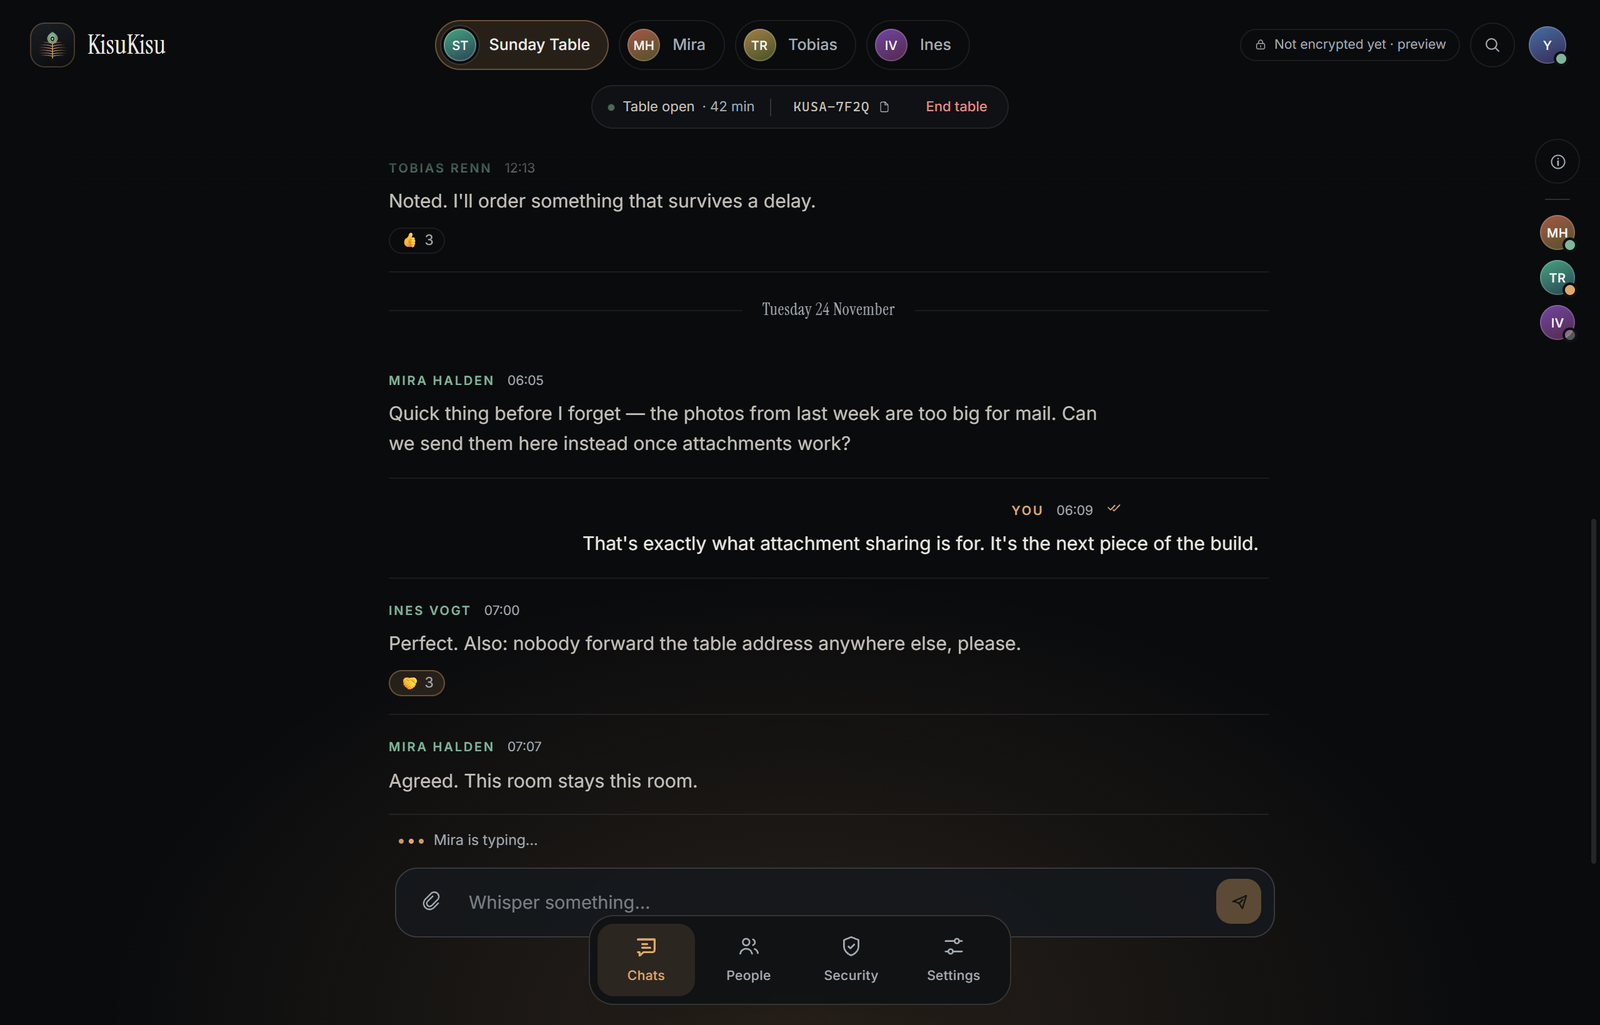 KisuKisu
ST Sunday Table
MH Mira
TR Tobias
IV Ines
Not encrypted yet · preview
Y
Table open · 42 min
KUSA-7F2Q
End table
TOBIAS RENN 12:13
Noted. I'll order something that survives a delay.
👍 3
MH
TR
IV
Tuesday 24 November
MIRA HALDEN 06:05
Quick thing before I forget — the photos from last week are too big for mail. Can
we send them here instead once attachments work?
YOU 06:09
That's exactly what attachment sharing is for. It's the next piece of the build.
INES VOGT 07:00
Perfect. Also: nobody forward the table address anywhere else, please.
3
MIRA HALDEN 07:07
Agreed. This room stays this room.
Mira is typing...
Whisper something...
Chats
People
Security
Settings